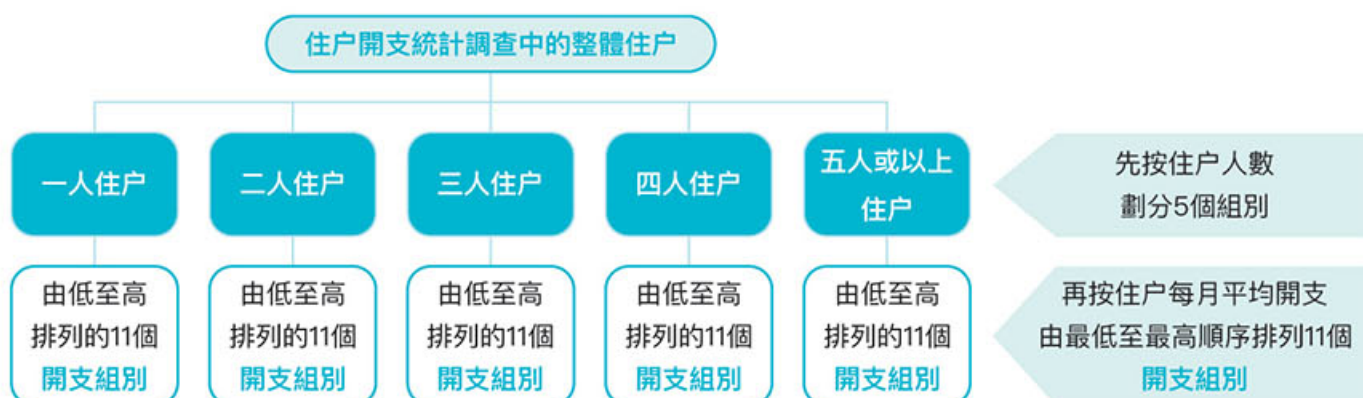 住户開支統計調查中的整體住户
一人住户
二人住户
三人住户
四人住户
五人或以上
住户
先按住户人數
劃分5個組別
由低至高
排列的11個
開支組別
由低至高
排列的11個
開支組別
由低至高
排列的11個
開支組別
由低至高
排列的11個
開支組別
由低至高
排列的11個
開支組別
再按住户每月平均開支
由最低至最高順序排列11個
開支組別